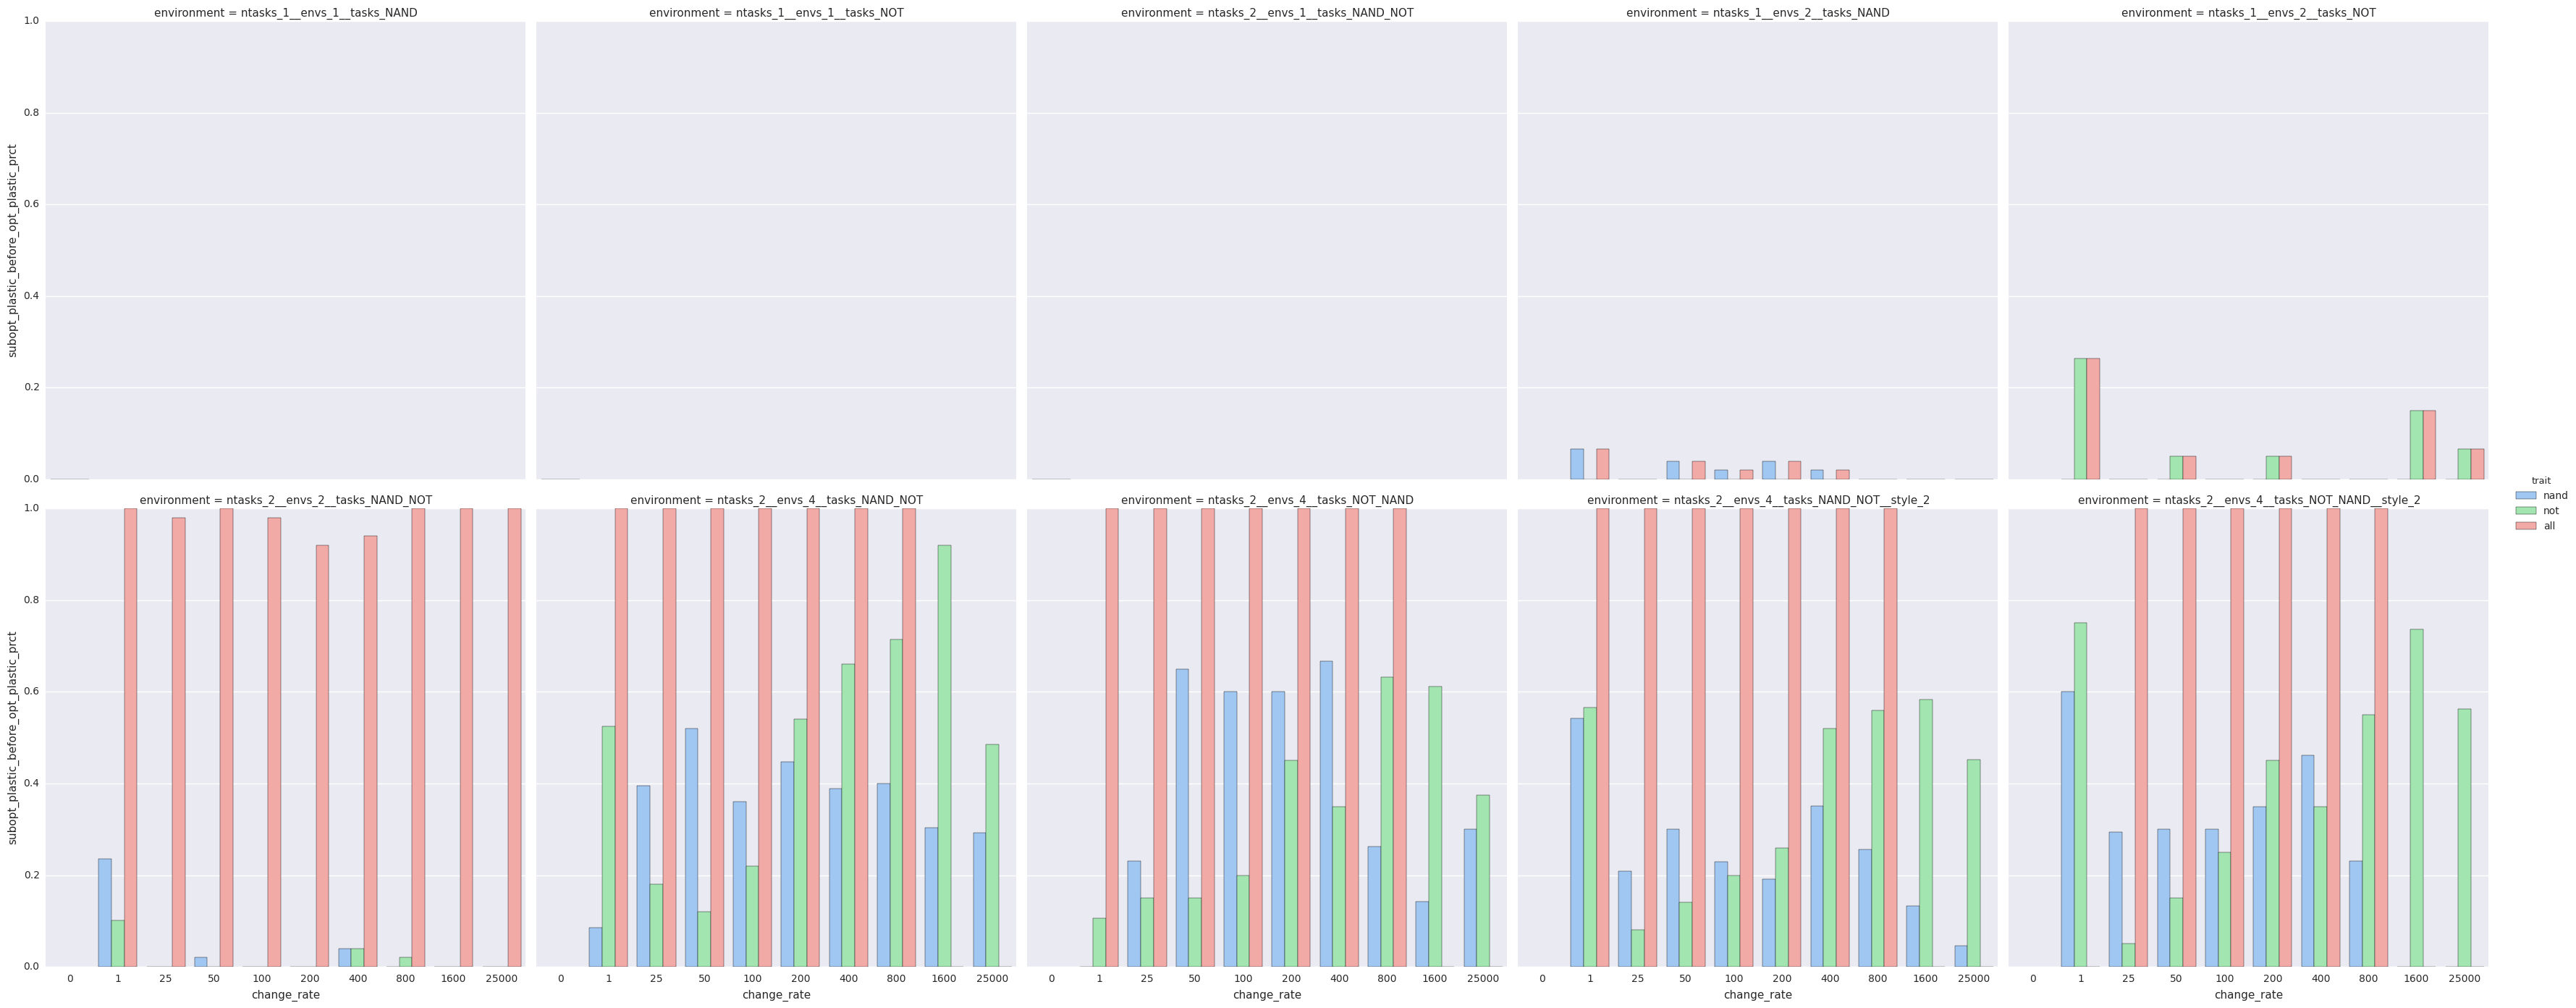 environment = ntasks_1__envs_1__tasks_NAND
environment = ntasks_1__envs_1__tasks_NOT
environment = ntasks_2__envs_1__tasks_NAND_NOT
environment = ntasks_1__envs_2__tasks_NAND
environment = ntasks_1__envs_2__tasks_NOT
1.0
0.8
0.6
0.4
0.2
0.0
subopt_plastic_before_opt_plastic_prct
environment = ntasks_2__envs_2__tasks_NAND_NOT
environment = ntasks_2__envs_4__tasks_NAND_NOT
environment = ntasks_2__envs_4__tasks_NOT_NAND
environment = ntasks_2__envs_4__tasks_NAND_NOT__style_2
environment = ntasks_2__envs_4__tasks_NOT_NAND__style_2
1.0
0.8
0.6
0.4
0.2
0.0
subopt_plastic_before_opt_plastic_prct
0 1 25 50 100 200 400 800 1600 25000
0 1 25 50 100 200 400 800 1600 25000
0 1 25 50 100 200 400 800 1600 25000
0 1 25 50 100 200 400 800 1600 25000
0 1 25 50 100 200 400 800 1600 25000
change_rate
change_rate
change_rate
change_rate
change_rate
trait
nand
not
all